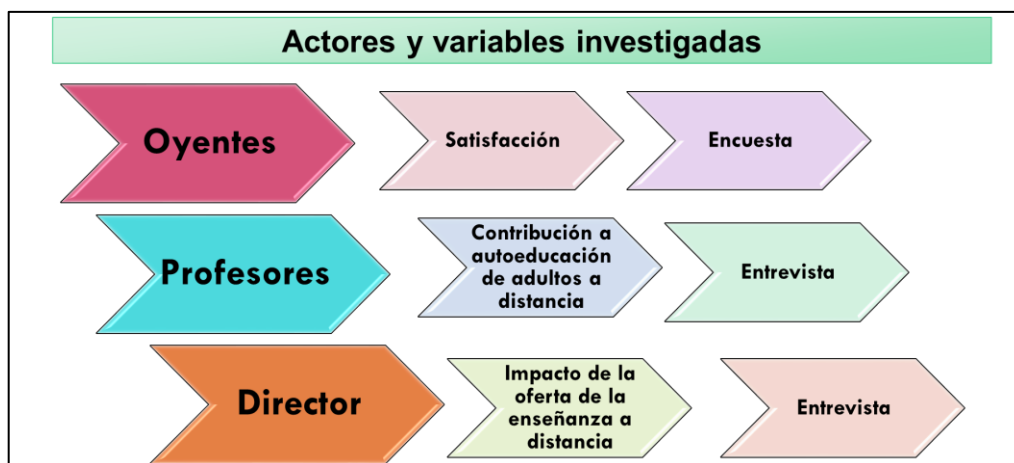 Actores y variables investigadas
Oyentes
Satisfacción
Encuesta
Profesores
Contribución a
autoeducación
de adultos a
distancia
Entrevista
Director
Impacto de la
oferta de la
enseñanza a
distancia
Entrevista